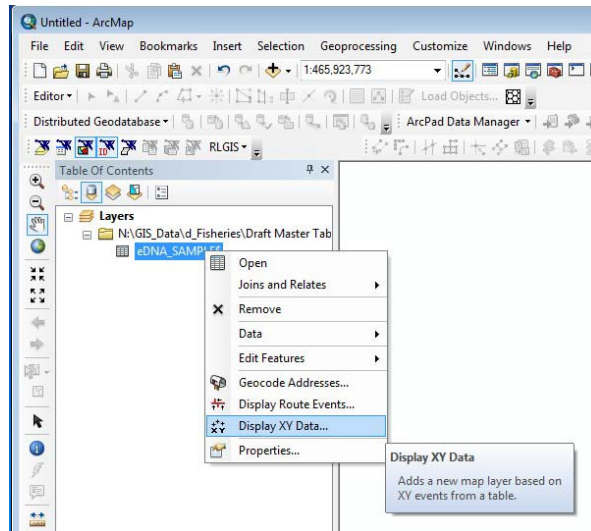 Untitled - ArcMap
File Edit View Bookmarks Insert Selection Geoprocessing Customize Windows Help
1:465,923,773
Editor Load Objects...
Distributed Geodatabase ArcPad Data Manager
ID RLGIS
Table Of Contents
Layers
N:\GIS_Data\d_Fisheries\Draft Master Tab
eDNA_SAMPLES
Open
Joins and Relates
Remove
Data
Edit Features
Geocode Addresses...
Display Route Events...
Display XY Data...
Properties...
Display XY Data
Adds a new map layer based on
XY events from a table.